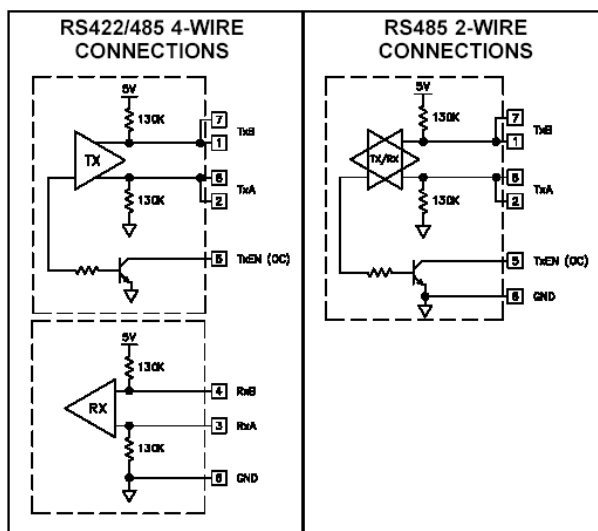 RS422/485 4-WIRE
CONNECTIONS
5V
130K
7
TxB
1
TX
TxA
130K
2
5 TxEN (OC)
5V
130K
4 RxB
RX
3 RxA
130K
6 GND
RS485 2-WIRE
CONNECTIONS
5V
130K
7
TxB
1
TX/RX
TxA
130K
2
5 TxEN (OC)
6 GND